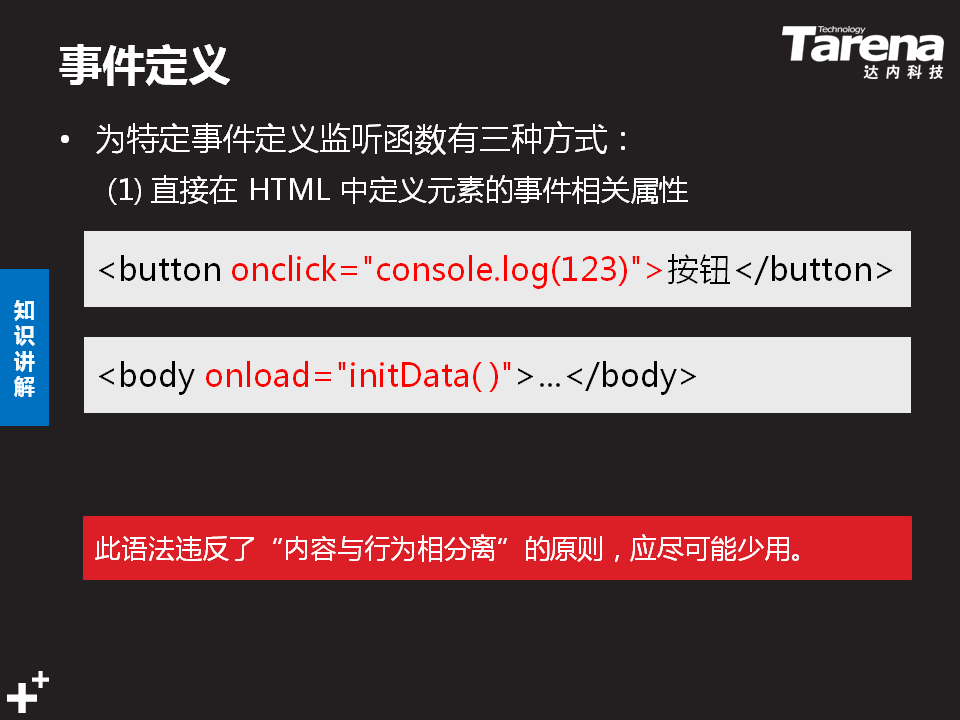 事件定义
Technology
Tarena
达内科技
• 为特定事件定义监听函数有三种方式：
(1) 直接在 HTML 中定义元素的事件相关属性
<button onclick="console.log(123)">按钮</button>
<body onload="initData( )">...</body>
知识讲解
此语法违反了“内容与行为相分离”的原则，应尽可能少用。